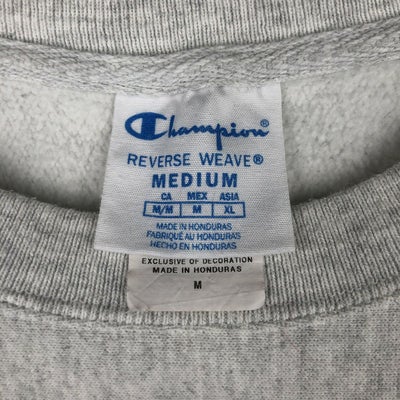 Champion®
REVERSE WEAVE®
MEDIUM
CA MEX ASIA
M/M M XL
MADE IN HONDURAS
FABRIQUÉ AU HONDURAS
HECHO EN HONDURAS
EXCLUSIVE OF DECORATION
MADE IN HONDURAS
M